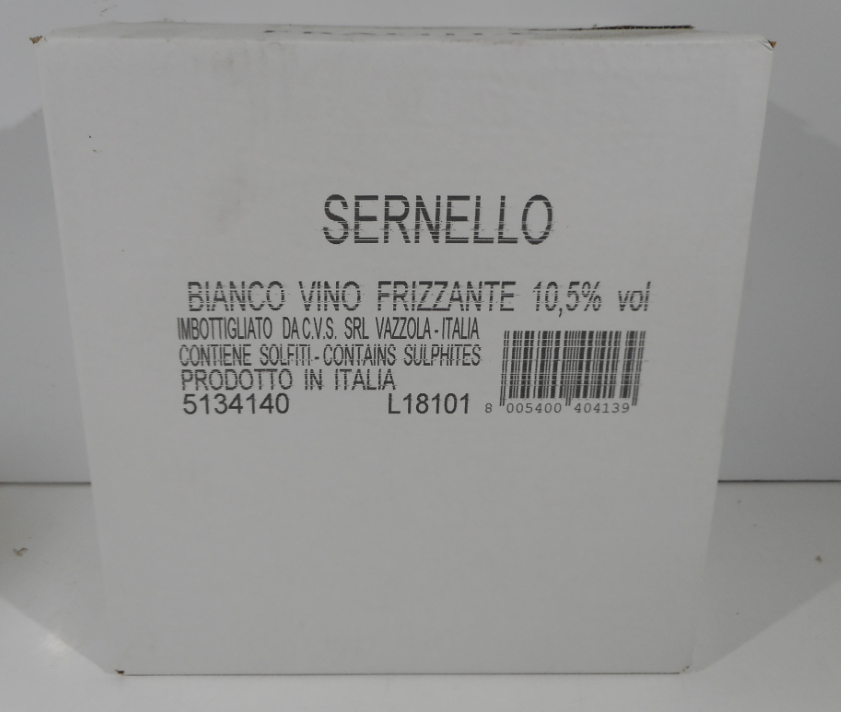 SERNELLO
BIANCO VINO FRIZZANTE 10,5% vol
IMBOTTIGLIATO DA C.V.S. SRL VAZZOLA - ITALIA
CONTIENE SOLFITI - CONTAINS SULPHITES
PRODOTTO IN ITALIA
5134140 L18101 8 005400 404139